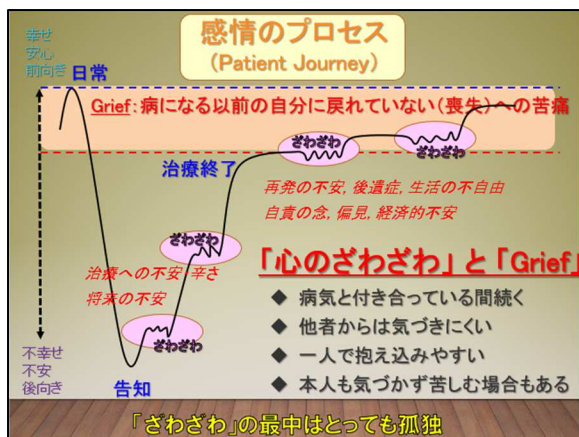 感情のプロセス
(Patient Journey)
幸せ
安心
前向き
日常
Grief：病になる以前の自分に戻れていない（喪失）への苦痛
ざわざわ
ざわざわ
治療終了
再発の不安, 後遺症, 生活の不自由
自責の念, 偏見, 経済的不安
ざわざわ
治療への不安・辛さ
将来の不安
「心のざわざわ」と「Grief」
◆ 病気と付き合っている間続く
◆ 他者からは気づきにくい
ざわざわ
◆ 一人で抱え込みやすい
不幸せ
不安
後向き
告知
◆ 本人も気づかず苦しむ場合もある
「ざわざわ」の最中はとっても孤独